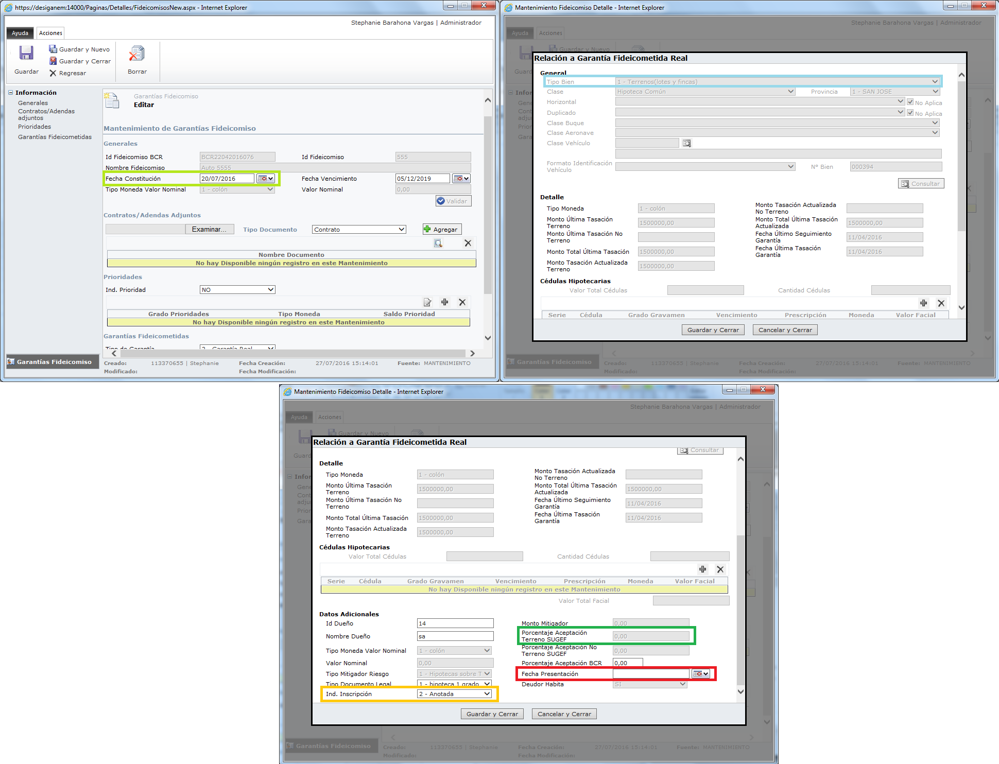 https://desiganem:14000/Paginas/Detalles/FideicomisosNew.aspx - Internet Explorer
Stephanie Barahona Vargas | Administrador
Ayuda Acciones
Guardar
Guardar y Nuevo
Guardar y Cerrar
Regresar
Borrar
Información
Generales
Contratos/Adendas adjuntos
Prioridades
Garantías Fideicometidas
Garantías Fideicomiso
Editar
Mantenimiento de Garantías Fideicomiso
Generales
Id Fideicomiso BCR BCR22042016076 Id Fideicomiso 555
Nombre Fideicomiso Auto 5555
Fecha Constitución 20/07/2016 Fecha Vencimiento 05/12/2019
Tipo Moneda Valor Nominal 1 - colón Valor Nominal 0,00
Validar
Contratos/Adendas Adjuntos
Examinar... Tipo Documento Contrato Agregar
Nombre Documento
No hay Disponible ningún registro en este Mantenimiento
Prioridades
Ind. Prioridad NO
Grado Prioridades Tipo Moneda Saldo Prioridad
No hay Disponible ningún registro en este Mantenimiento
Garantías Fideicometidas
Tipo de Garantía 2 - Garantía Real
Garantías Fideicomiso
Creado: 113370655 | Stephanie Fecha Creación: 27/07/2016 15:14:01 Fuente: MANTENIMIENTO
Modificado: Fecha Modificación:
Mantenimiento Fideicomiso Detalle - Internet Explorer
Stephanie Barahona Vargas | Administrador
Ayuda Acciones
Guardar y Nuevo
Relación a Garantía Fideicometida Real
General
Tipo Bien 1 - Terrenos(lotes y fincas)
Clase Hipoteca Común Provincia 1 - SAN JOSE
Horizontal No Aplica
Duplicado No Aplica
Clase Buque
Clase Aeronave
Clase Vehículo
Formato Identificación Vehículo N° Bien 000394
Consultar
Detalle
Tipo Moneda 1 - colón Monto Tasación Actualizada No Terreno
Monto Última Tasación Terreno 1500000,00 Monto Total Última Tasación Actualizada 1500000,00
Monto Última Tasación No Terreno Fecha Último Seguimiento Garantía 11/04/2016
Monto Total Última Tasación 1500000,00 Fecha Última Tasación Garantía 11/04/2016
Monto Tasación Actualizada Terreno 1500000,00
Cédulas Hipotecarias
Valor Total Cédulas Cantidad Cédulas
Serie Cédula Grado Gravamen Vencimiento Prescripción Moneda Valor Facial
Guardar y Cerrar Cancelar y Cerrar
Garantías Fideicomiso
Creado: 113370655 | Stephanie Fecha Creación: 27/07/2016 15:14:01 Fuente: MANTENIMIENTO
Modificado: Fecha Modificación:
Mantenimiento Fideicomiso Detalle - Internet Explorer
Stephanie Barahona Vargas | Administrador
Ayuda Acciones
Guardar y Nuevo
Relación a Garantía Fideicometida Real
Consultar
Detalle
Tipo Moneda 1 - colón Monto Tasación Actualizada No Terreno
Monto Última Tasación Terreno 1500000,00 Monto Total Última Tasación Actualizada 1500000,00
Monto Última Tasación No Terreno Fecha Último Seguimiento Garantía 11/04/2016
Monto Total Última Tasación 1500000,00 Fecha Última Tasación Garantía 11/04/2016
Monto Tasación Actualizada Terreno 1500000,00
Cédulas Hipotecarias
Valor Total Cédulas Cantidad Cédulas
Serie Cédula Grado Gravamen Vencimiento Prescripción Moneda Valor Facial
No hay Disponible ningún registro en este Mantenimiento
Valor Total Facial
Datos Adicionales
Id Dueño 14 Monto Mitigador 0,00
Nombre Dueño sa Porcentaje Aceptación Terreno SUGEF 0,00
Tipo Moneda Valor Nominal 1 - colón Porcentaje Aceptación No Terreno SUGEF 0,00
Valor Nominal 0,00 Porcentaje Aceptación BCR 0,00
Tipo Mitigador Riesgo 1 - Hipotecas sobre T Fecha Presentación
Tipo Documento Legal 1 - hipoteca 1 grado Deudor Habita SI
Ind. Inscripción 2 - Anotada
Guardar y Cerrar Cancelar y Cerrar
Garantías Fideicomiso
Creado: 113370655 | Stephanie Fecha Creación: 27/07/2016 15:14:01 Fuente: MANTENIMIENTO
Modificado: Fecha Modificación: